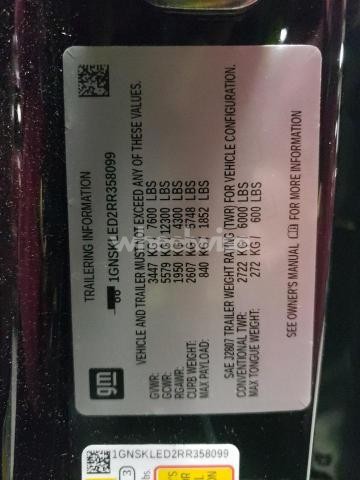 TRAILERING INFORMATION
1GNSKLED2RR358099
VEHICLE AND TRAILER MUST NOT EXCEED ANY OF THESE VALUES.
GVWR: 3447 KG / 7600 LBS
GCWR: 5579 KG / 12300 LBS
RGAWR: 1950 KG / 4300 LBS
CURB WEIGHT: 2607 KG / 5748 LBS
MAX PAYLOAD: 840 KG / 1852 LBS
SAE J2807 TRAILER WEIGHT RATING (TWR) FOR VEHICLE CONFIGURATION.
CONVENTIONAL TWR: 2722 KG / 6000 LBS
MAX TONGUE WEIGHT: 272 KG / 600 LBS
SEE OWNER'S MANUAL FOR MORE INFORMATION
gm
1GNSKLED2RR358099
3
lbs.